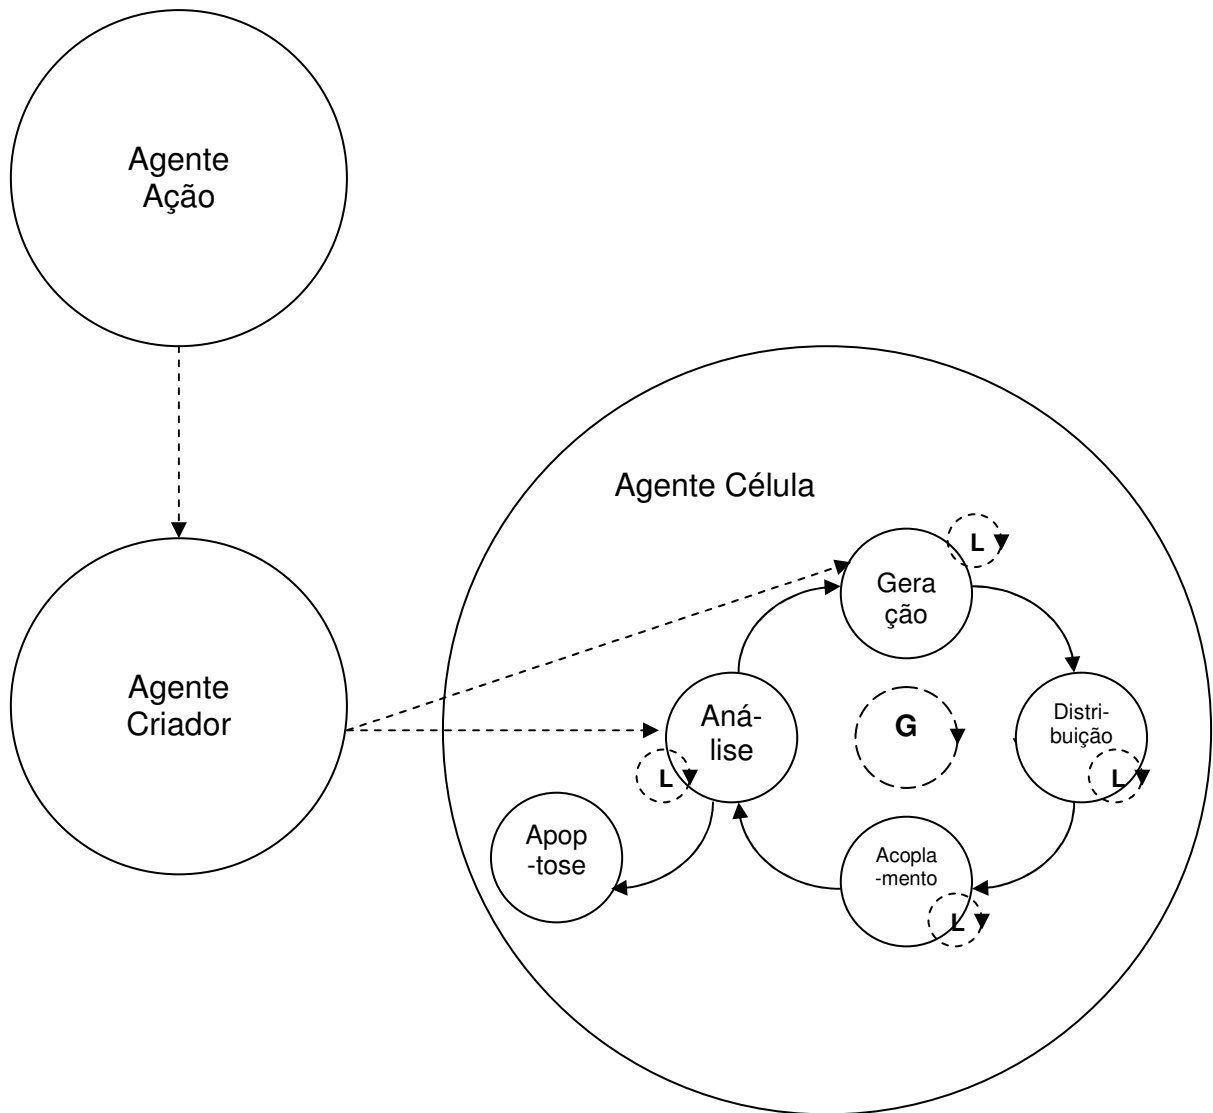 Agente
Ação
Agente Célula
L
Gera
ção
Agente
Criador
Aná-
lise
G
Distri-
buição
L
L
Apop
-tose
Acopla
-mento
L